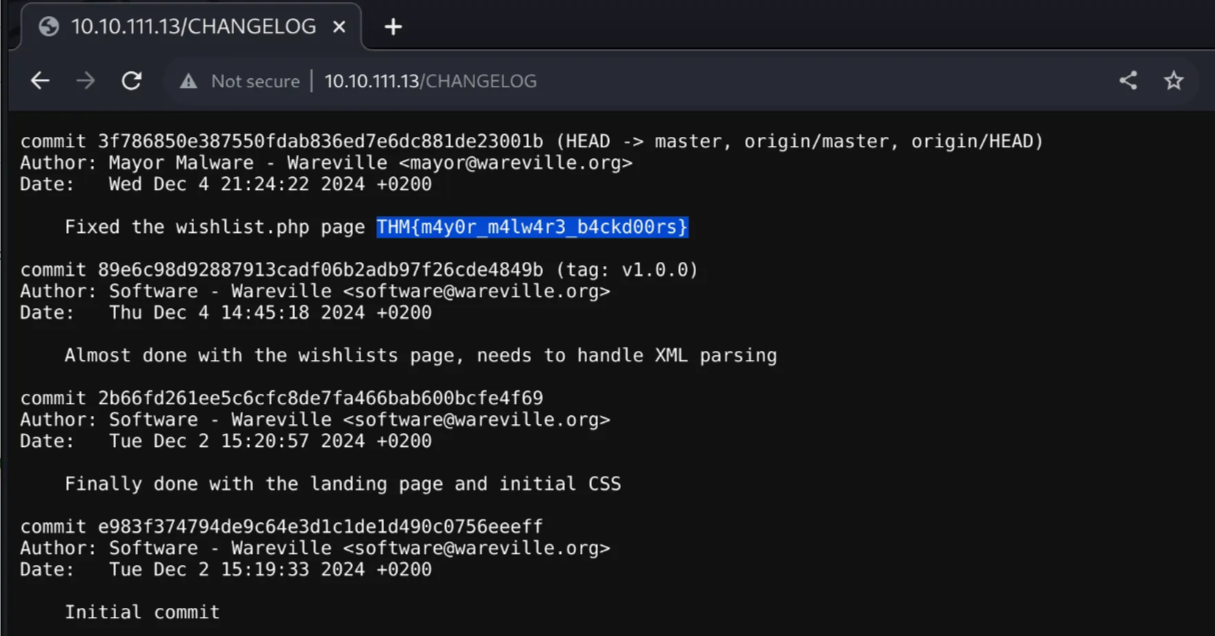 10.10.111.13/CHANGELOG
Not secure | 10.10.111.13/CHANGELOG
commit 3f786850e387550fdab836ed7e6dc881de23001b (HEAD -> master, origin/master, origin/HEAD)
Author: Mayor Malware - Wareville <mayor@wareville.org>
Date:   Wed Dec 4 21:24:22 2024 +0200
Fixed the wishlist.php page THM{m4y0r_m4lw4r3_b4ckd00rs}
commit 89e6c98d92887913cadf06b2adb97f26cde4849b (tag: v1.0.0)
Author: Software - Wareville <software@wareville.org>
Date:   Thu Dec 4 14:45:18 2024 +0200
Almost done with the wishlists page, needs to handle XML parsing
commit 2b66fd261ee5c6cfc8de7fa466bab600bcfe4f69
Author: Software - Wareville <software@wareville.org>
Date:   Tue Dec 2 15:20:57 2024 +0200
Finally done with the landing page and initial CSS
commit e983f374794de9c64e3d1c1de1d490c0756eeeff
Author: Software - Wareville <software@wareville.org>
Date:   Tue Dec 2 15:19:33 2024 +0200
Initial commit